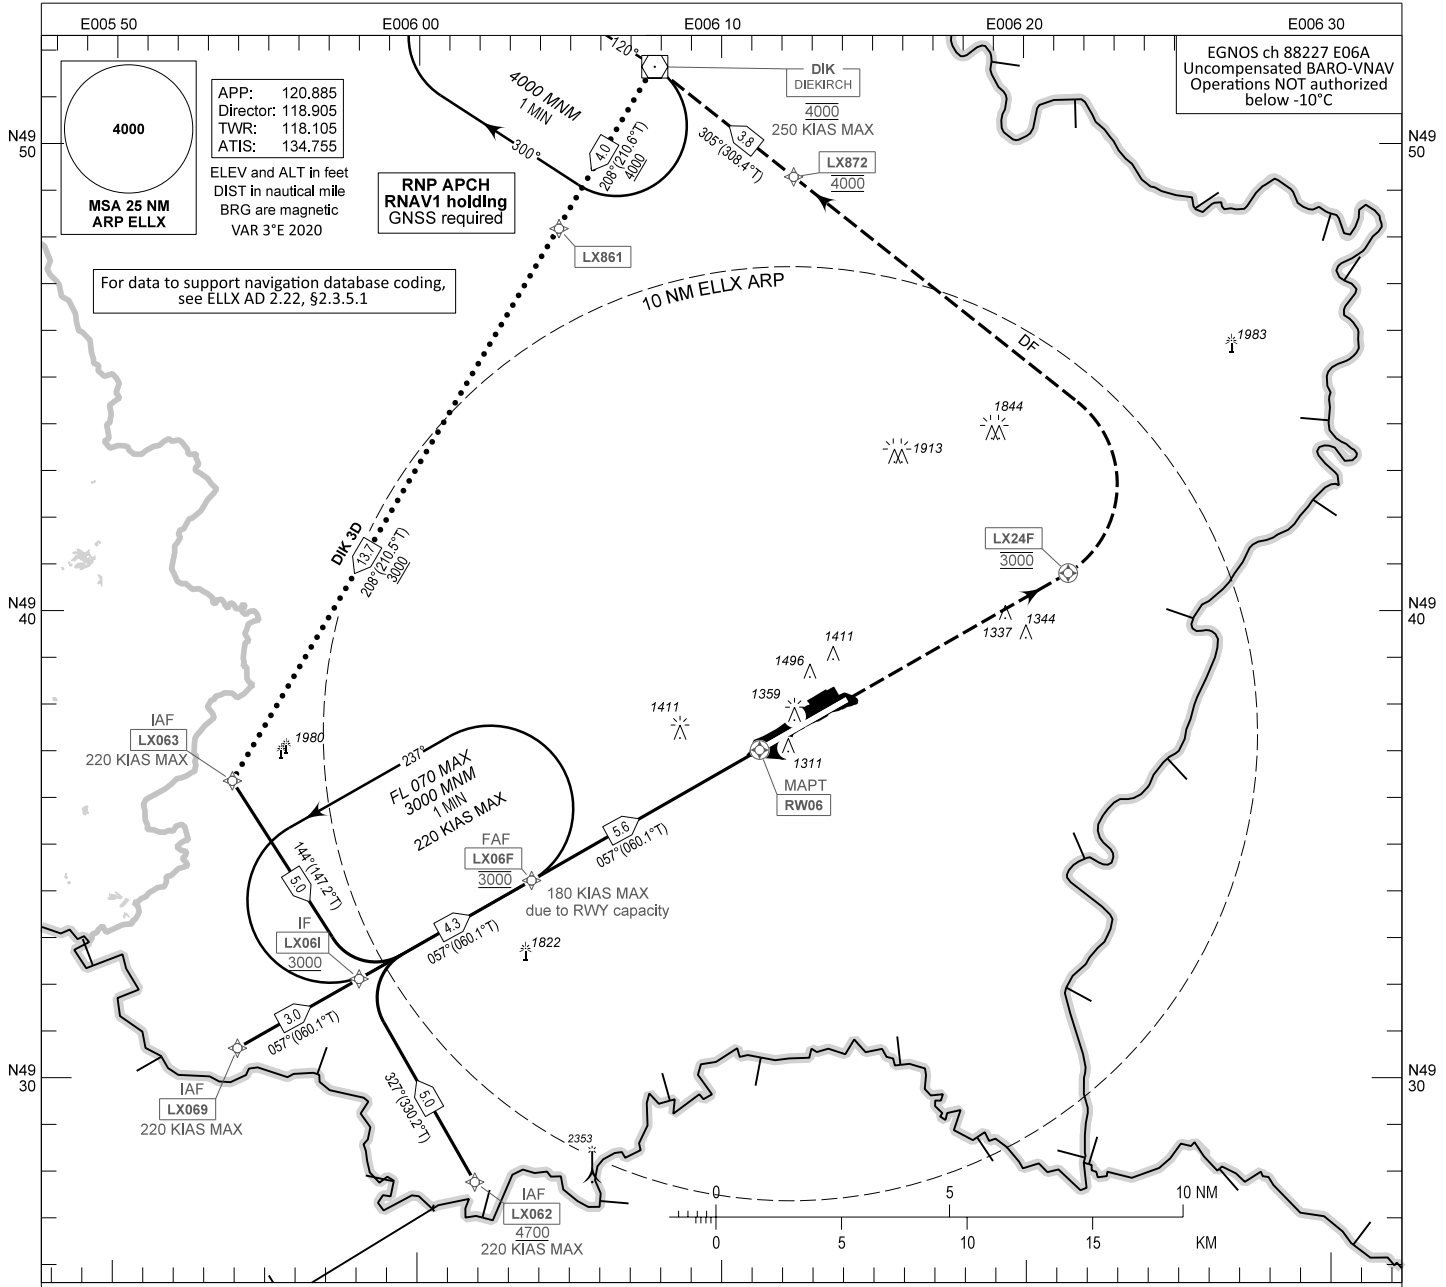 E005 50
E006 00
E006 10
E006 20
E006 30
120°
DIK
DIEKIRCH
4000
250 KIAS MAX
EGNOS ch 88227 E06A
Uncompensated BARO-VNAV
Operations NOT authorized
below -10°C
4000
MSA 25 NM
ARP ELLX
APP: 120.885
Director: 118.905
TWR: 118.105
ATIS: 134.755
ELEV and ALT in feet
DIST in nautical mile
BRG are magnetic
VAR 3°E 2020
4000 MNM
1 MIN
300°
4.0
208°(210.6°T)
4000
3.8
305°(308.4°T)
LX872
4000
N49
50
N49
50
RNP APCH
RNAV1 holding
GNSS required
LX861
For data to support navigation database coding,
see ELLX AD 2.22, §2.3.5.1
10 NM ELLX ARP
DF
1983
1844
1913
DIK 3D
13.7
208°(210.5°T)
3000
LX24F
3000
N49
40
N49
40
1337
1344
1411
1496
1359
1411
1311
IAF
LX063
220 KIAS MAX
1980
237°
FL 070 MAX
3000 MNM
1 MIN
220 KIAS MAX
MAPT
RW06
5.6
057°(060.1°T)
FAF
LX06F
3000
180 KIAS MAX
due to RWY capacity
144°(147.2°T)
5.0
IF
LX06I
3000
4.3
057°(060.1°T)
1822
3.0
057°(060.1°T)
IAF
LX069
220 KIAS MAX
327°(330.2°T)
5.0
N49
30
N49
30
2353
IAF
LX062
4700
220 KIAS MAX
0
5
10 NM
0
5
10
15
KM